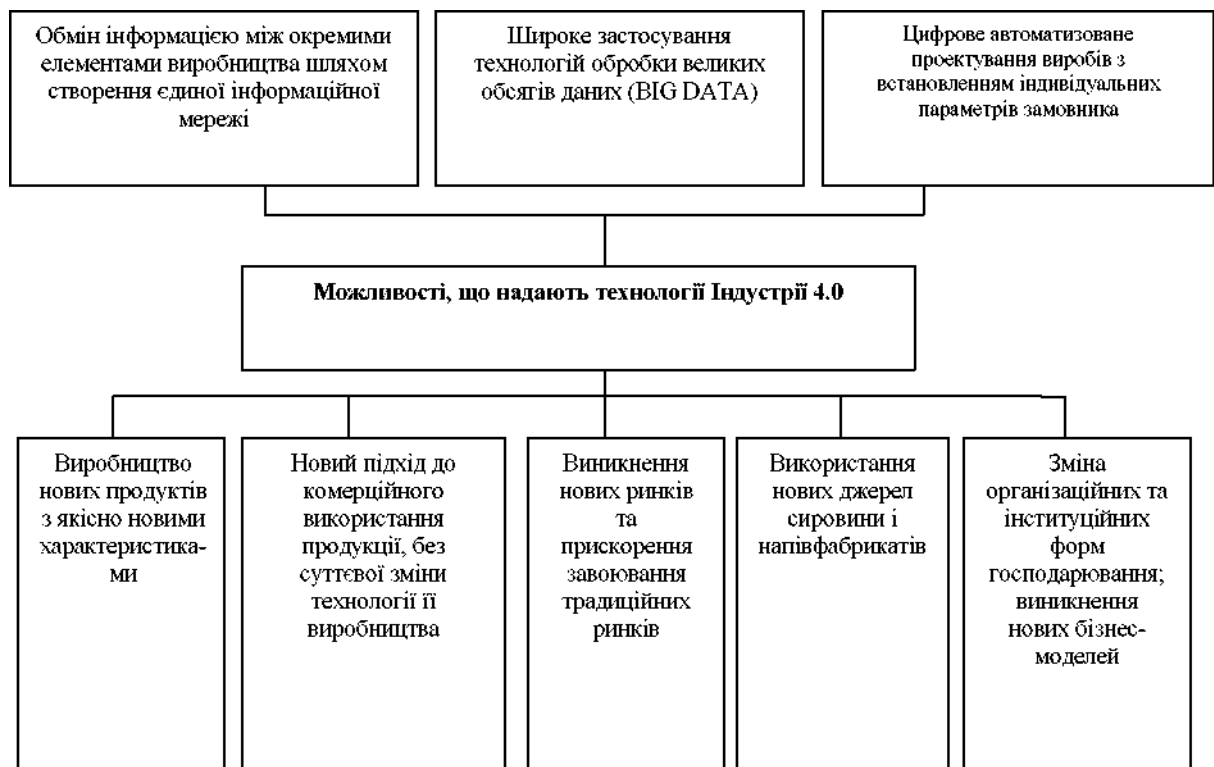 Обмін інформацією між окремими
елементами виробництва шляхом
створення єдиної інформаційної
мережі
Широке застосування
технологій обробки великих
обсягів даних (BIG DATA)
Цифрове автоматизоване
проектування виробів з
встановленням індивідуальних
параметрів замовника
Можливості, що надають технології Індустрії 4.0
Виробництво
нових продуктів
з якісно новими
характеристика-
ми
Новий підхід до
комерційного
використання
продукції, без
суттєвої зміни
технології її
виробництва
Виникнення
нових ринків
та
прискорення
завоювання
традиційних
ринків
Використання
нових джерел
сировини і
напівфабрикатів
Зміна
організаційних та
інституційних
форм
господарювання;
виникнення
нових бізнес-
моделей